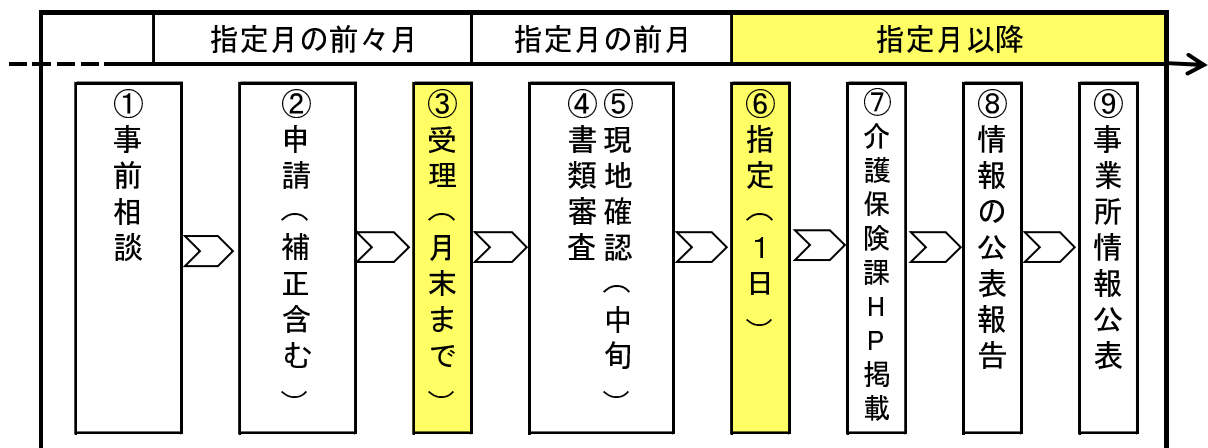 指定月の前々月
指定月の前月
指定月以降
①事前相談
②申請（補正含む）
③受理（月末まで）
④書類審査
⑤現地確認（中旬）
⑥指定（１日）
⑦介護保険課ＨＰ掲載
⑧情報の公表報告
⑨事業所情報公表